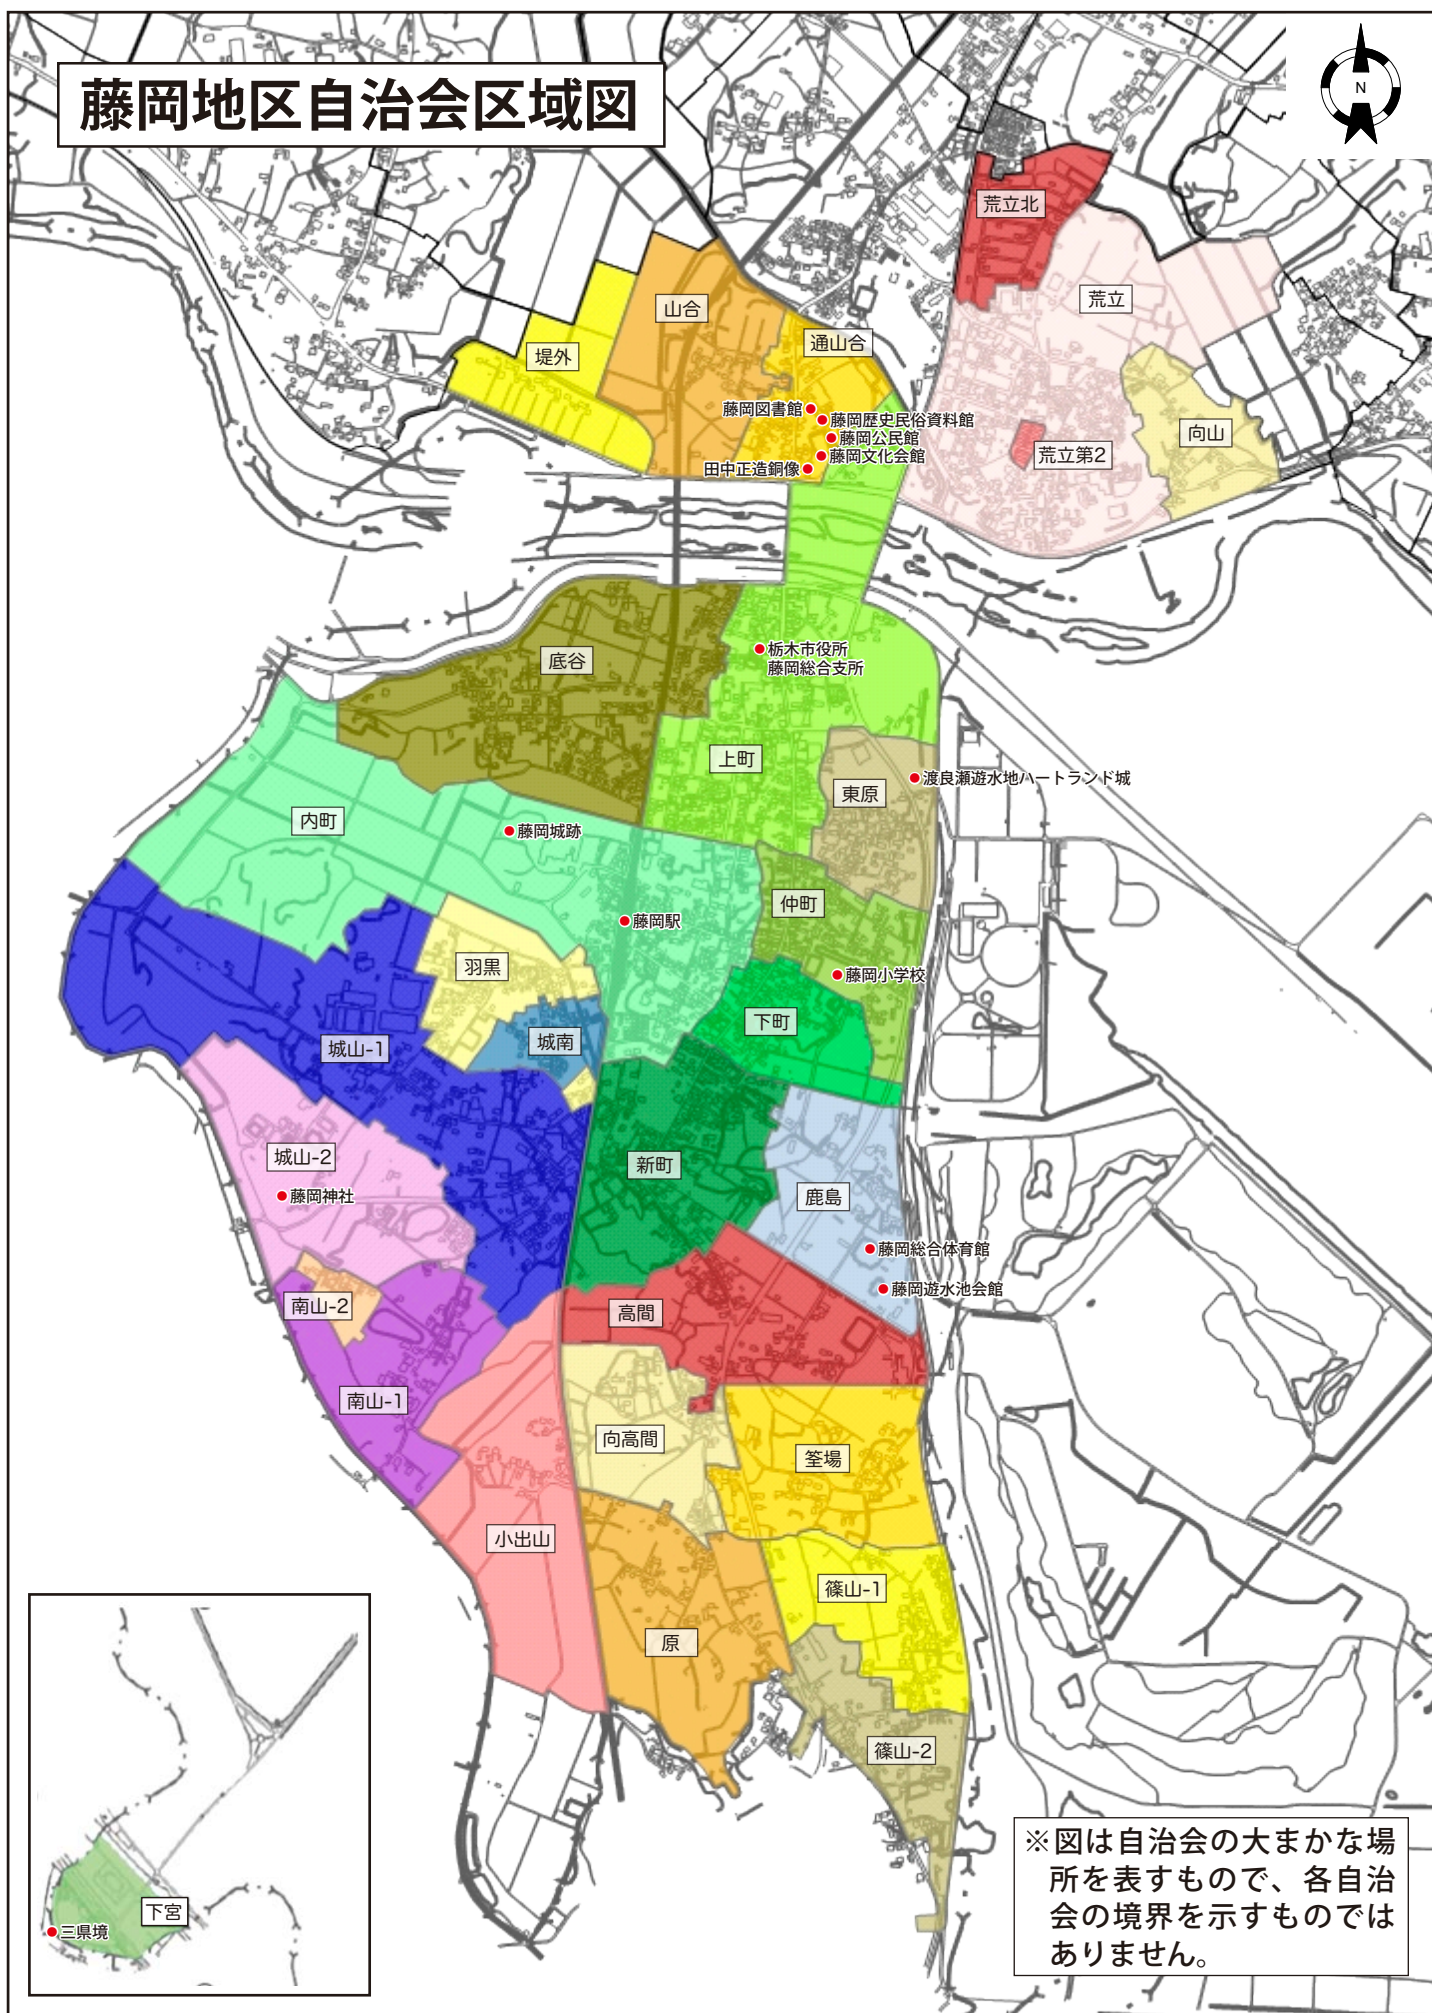 藤岡地区自治会区域図
N
荒立北
荒立
山合
通山合
堤外
藤岡図書館
藤岡歴史民俗資料館
藤岡公民館
藤岡文化会館
田中正造銅像
荒立第2
向山
底谷
栃木市役所
藤岡総合支所
上町
東原
渡良瀬遊水地ハートランド城
内町
藤岡城跡
仲町
藤岡駅
羽黒
藤岡小学校
下町
城南
城山-1
城山-2
新町
藤岡神社
鹿島
藤岡総合体育館
藤岡遊水池会館
南山-2
高間
南山-1
向高間
筌場
小出山
篠山-1
原
篠山-2
下宮
三県境
※図は自治会の大まかな場
所を表すもので、各自治
会の境界を示すものでは
ありません。